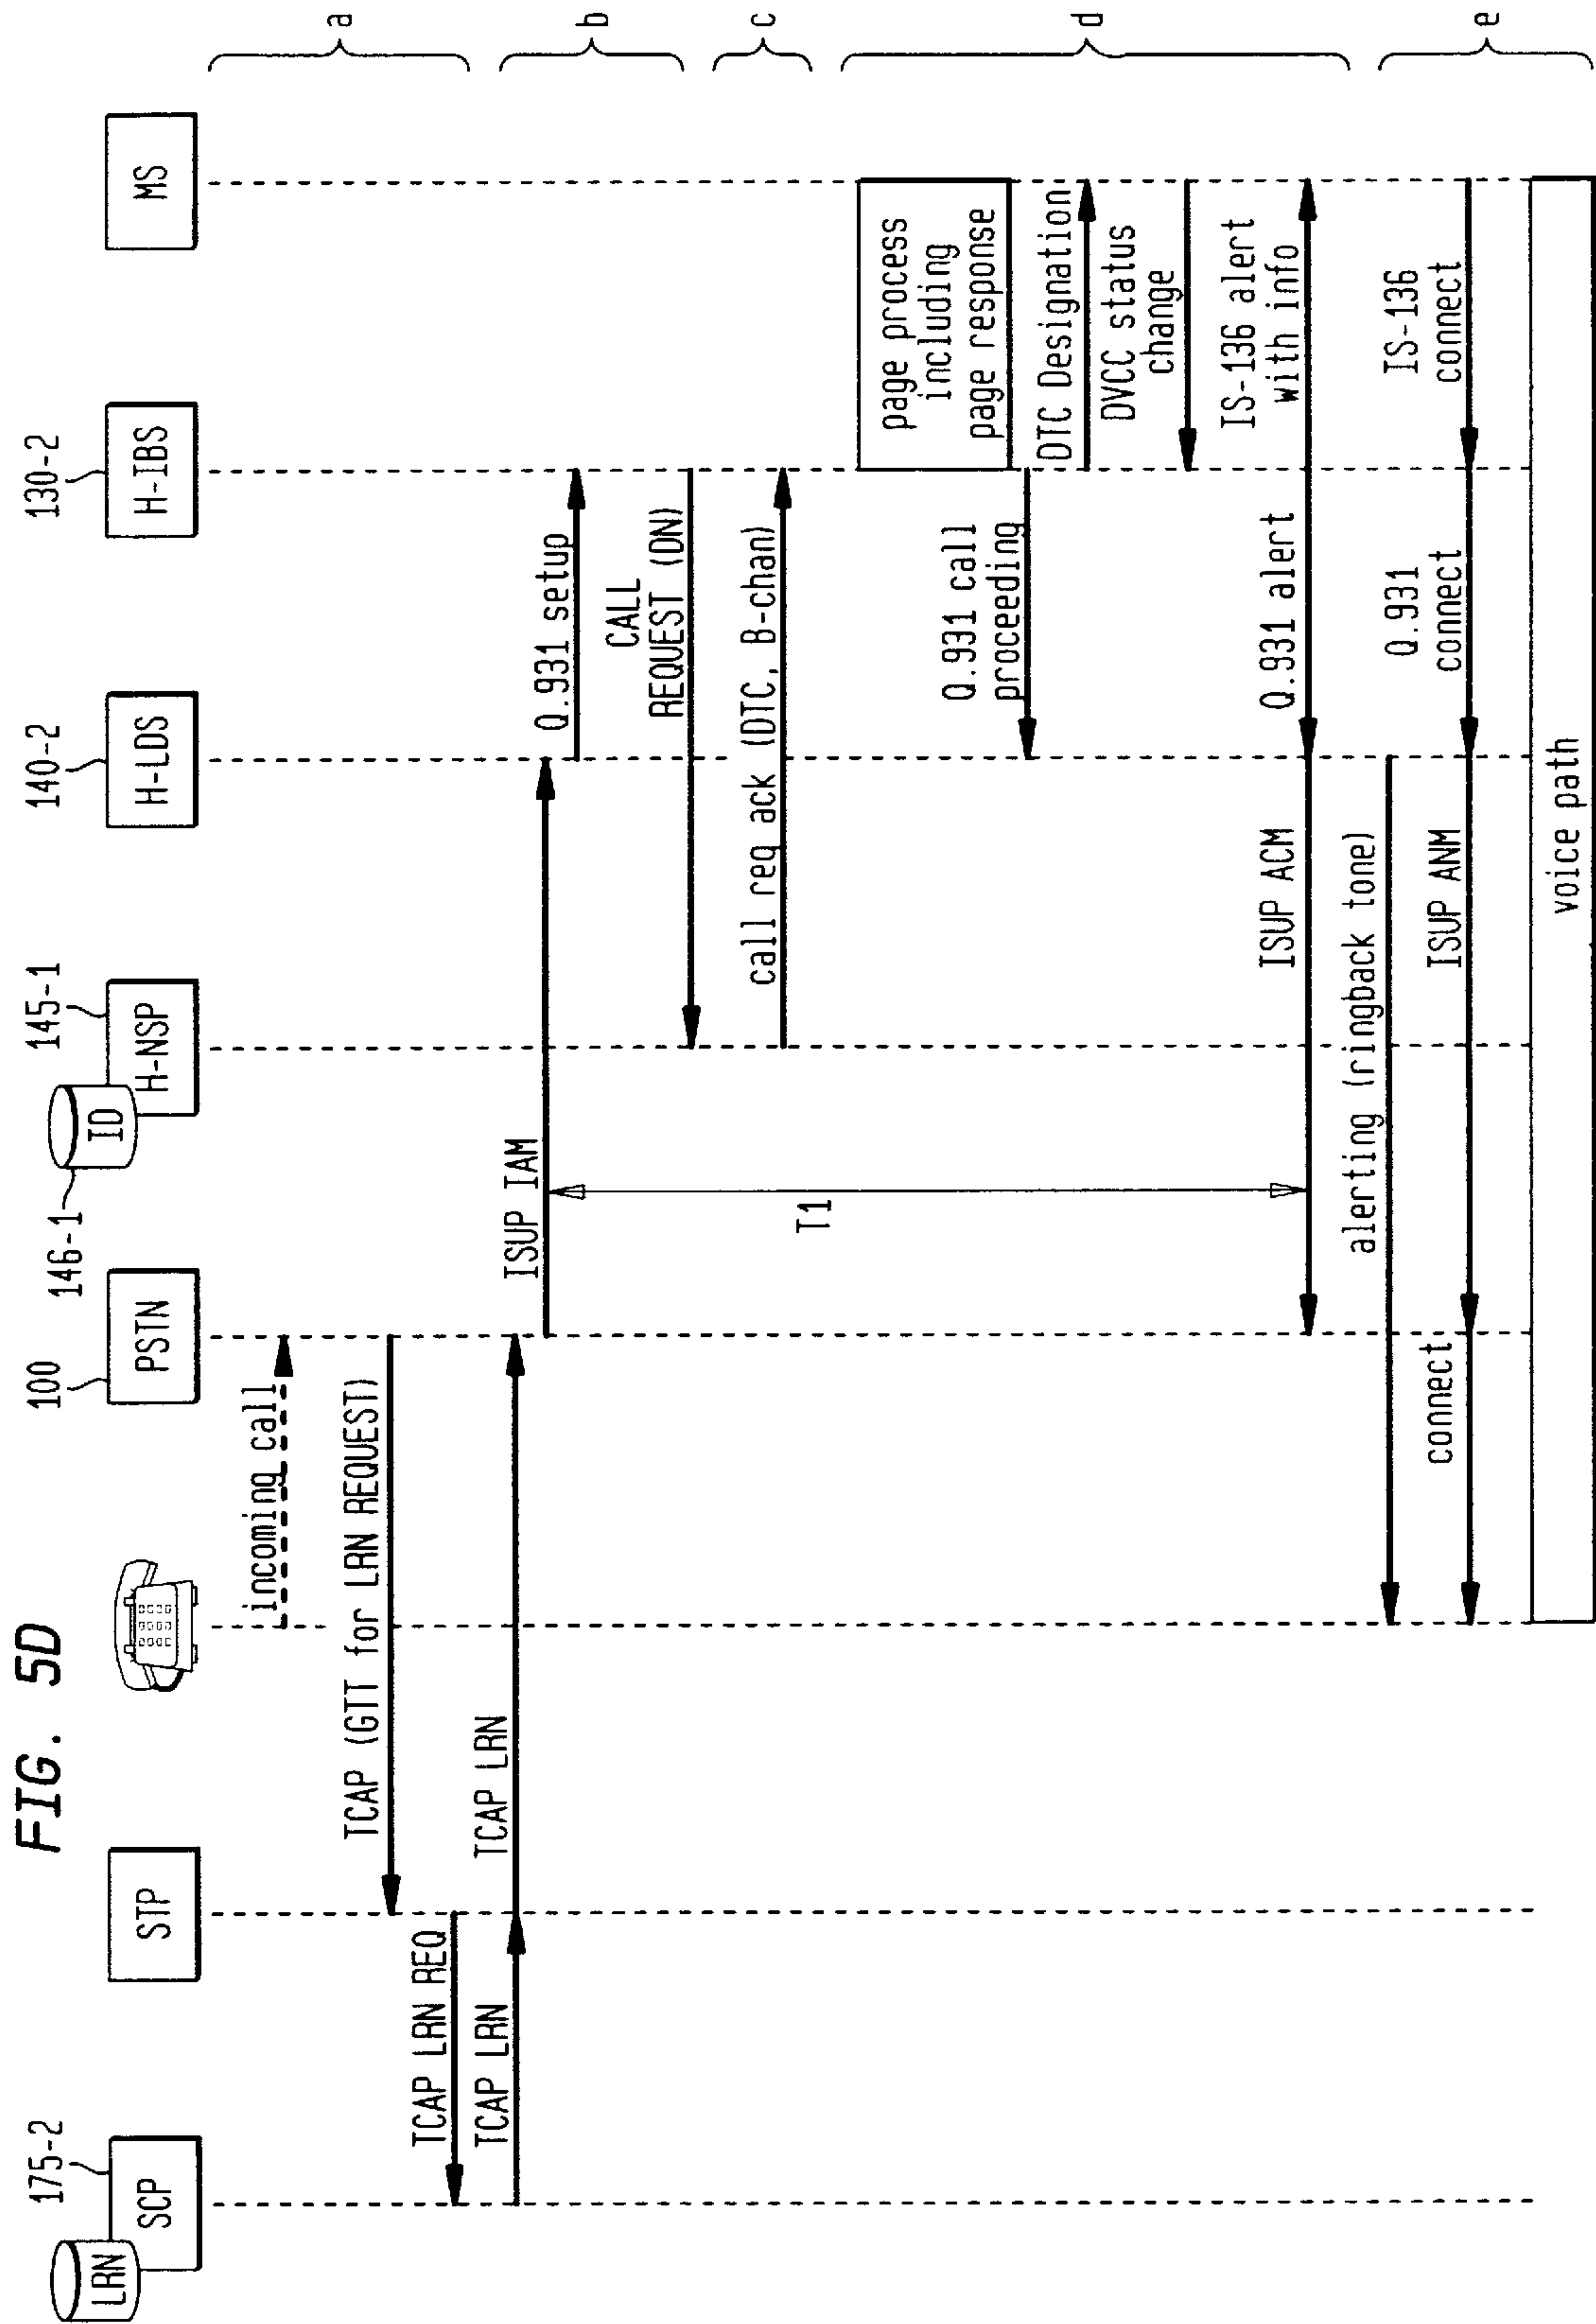 FIG. 5D
175-2
100
146-1
145-1
140-2
130-2
LRN
SCP
STP
PSTN
ID
H-NSP
H-LDS
H-IBS
MS
incoming call
a
TCAP (GTT for LRN REQUEST)
TCAP LRN REQ
TCAP LRN
TCAP LRN
ISUP IAM
Q.931 setup
b
CALL
REQUEST (DN)
call req ack (DTC, B-chan)
c
T1
page process
including
page response
Q.931 call
proceeding
DTC Designation
d
DVCC status
change
ISUP ACM
Q.931 alert
IS-136 alert
with info
alerting (ringback tone)
connect
ISUP ANM
Q.931
connect
IS-136
connect
e
voice path